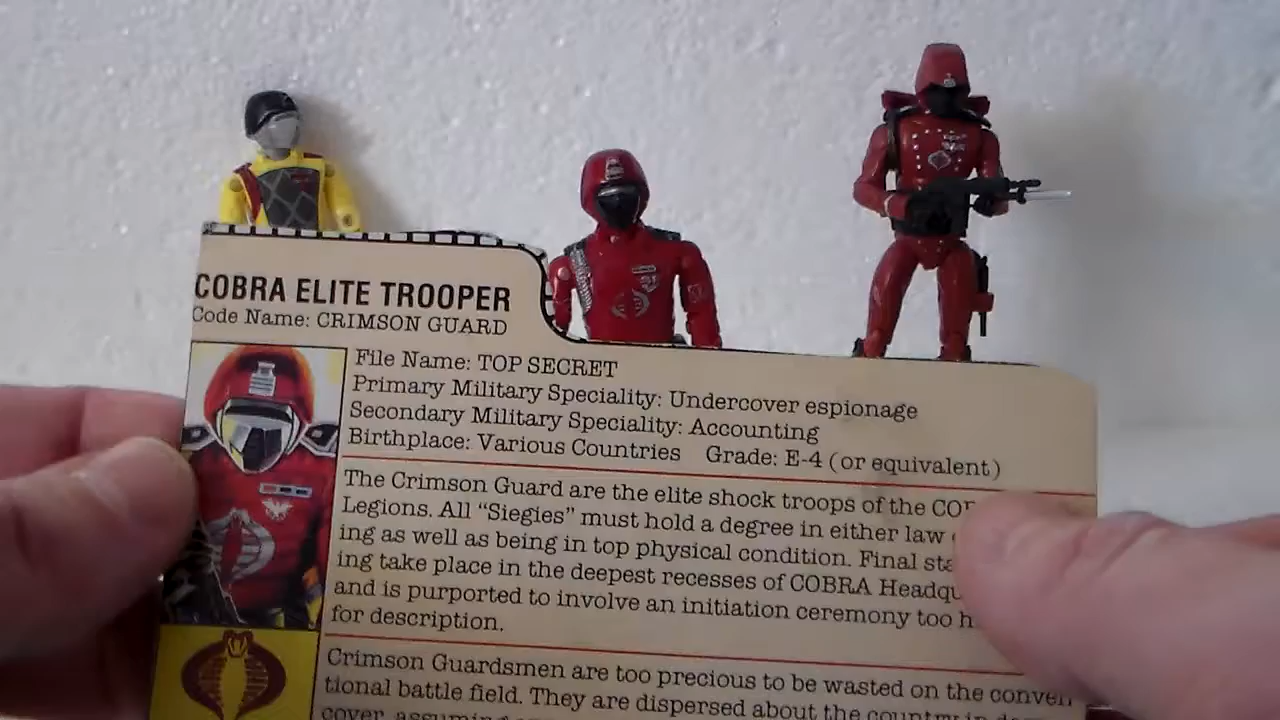 COBRA ELITE TROOPER
Code Name: CRIMSON GUARD
File Name: TOP SECRET
Primary Military Speciality: Undercover espionage
Secondary Military Speciality: Accounting
Birthplace: Various Countries Grade: E-4 (or equivalent)
The Crimson Guard are the elite shock troops of the
Legions. All “Siegies” must hold a degree in either law
ing as well as being in top physical condition. Final
ing take place in the deepest recesses of COBRA
and is purported to involve an initiation ceremony too
for description.
Crimson Guardsmen are too precious to be wasted on the conven
tional battle field. They are dispersed about the country in